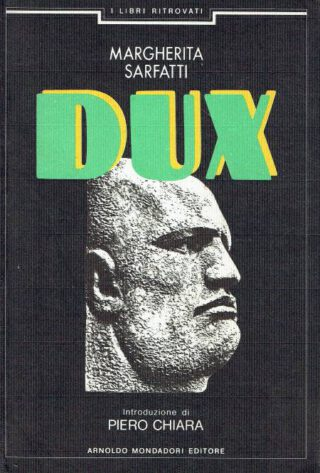 I LIBRI RITROVATI
MARGHERITA
SARFATTI
DUX
Introduzione di
PIERO CHIARA
ARNOLDO MONDADORI EDITORE